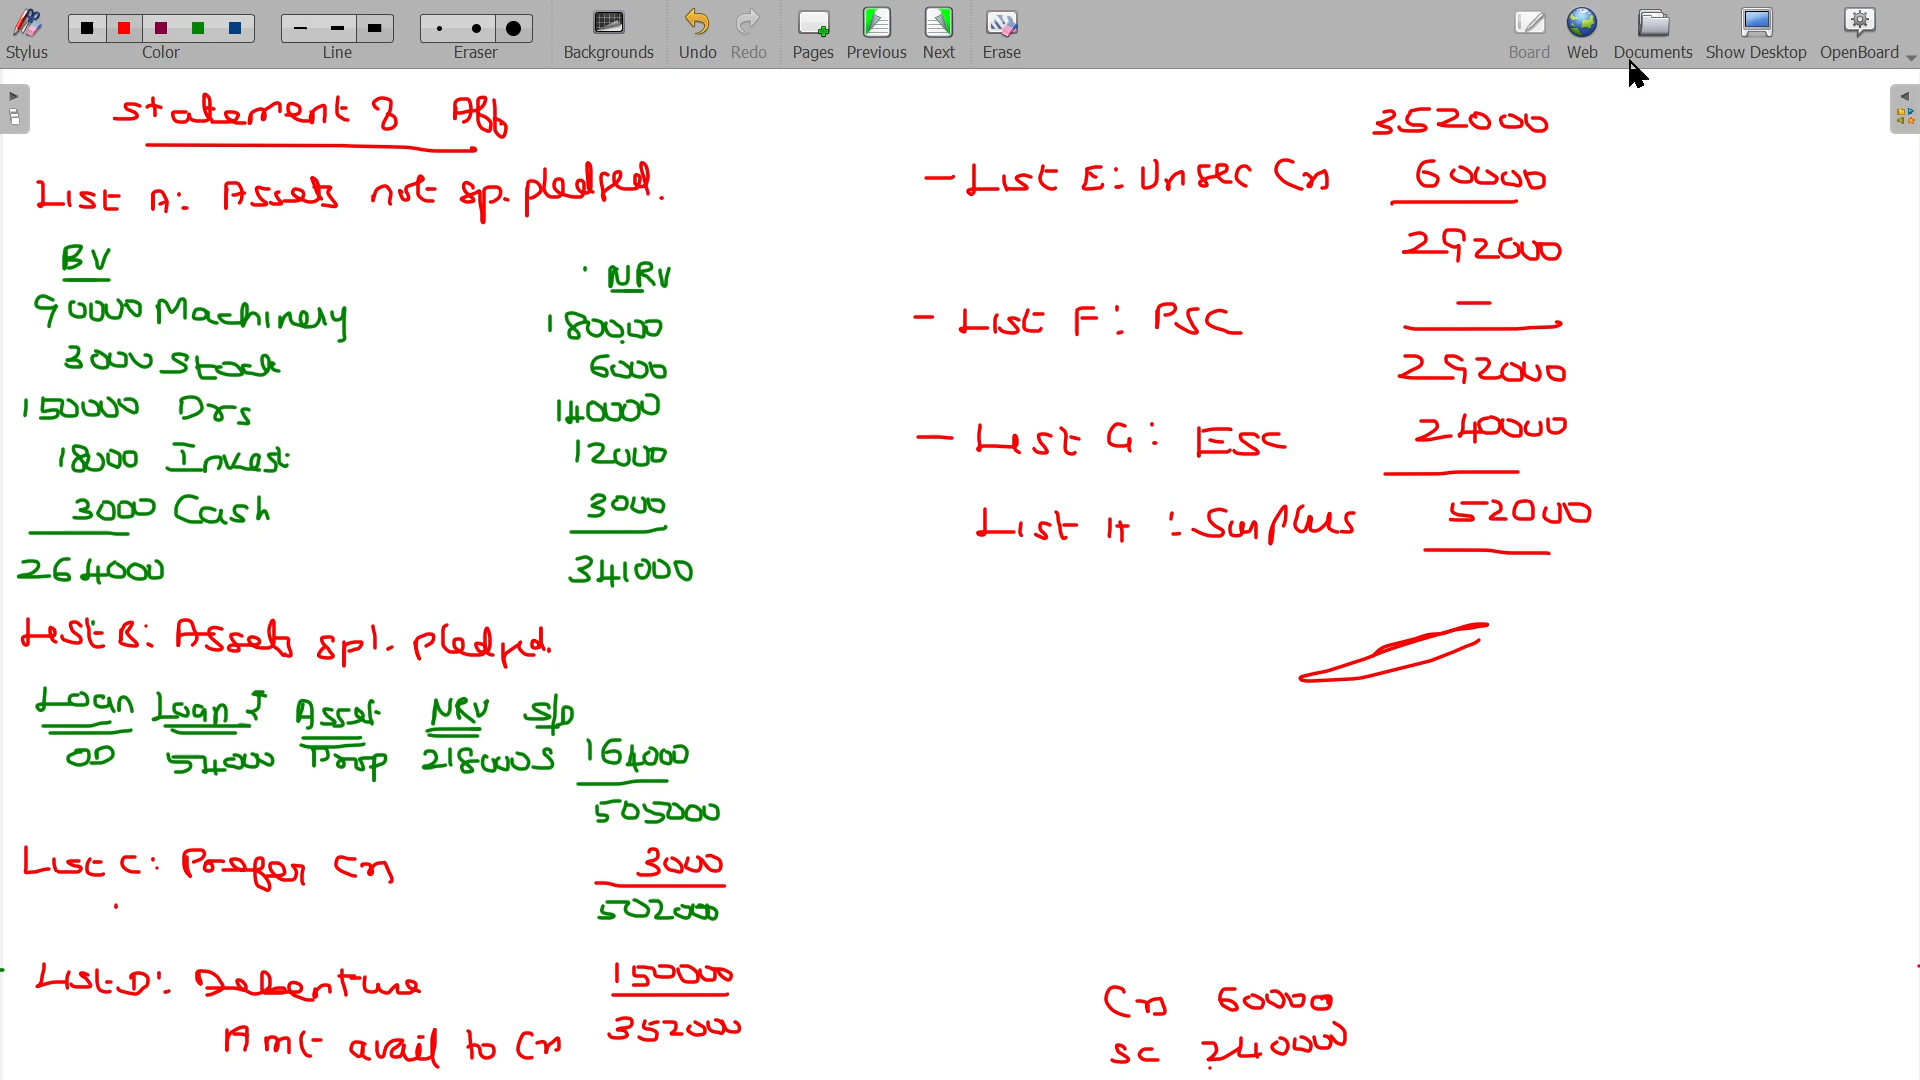 Stylus Color Line Eraser Backgrounds Undo Redo Pages Previous Next Erase Board Web Documents Show Desktop OpenBoard
Statement of Aff
List A: Assets not sp. pledged.
BV NRV
90000 Machinery 180000
3000 Stock 6000
150000 Drs 140000
18000 Invest 12000
3000 Cash 3000
264000 341000
List B: Assets spl. pledged.
Loan Loan ₹ Asset NRV S/D
OD 54000 Prop 218000 S 164000
505000
List C: Prefer Crs 3000
502000
List D: Debenture 150000
Amt avail to Crs 352000
352000
- List E: Unsec Crs 60000
292000
- List F: PSC —
292000
- List G: ESC 240000
List H: Surplus 52000
Crs 60000
SC 240000